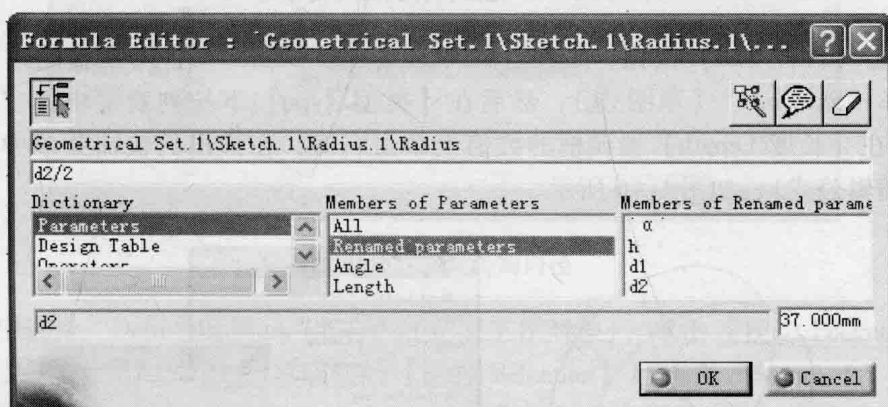 Formula Editor : `Geometrical Set.1\Sketch.1\Radius.1\...
Geometrical Set.1\Sketch.1\Radius.1\Radius
d2/2
Dictionary
Parameters
Design Table
Operators
Members of Parameters
All
Renamed parameters
Angle
Length
Members of Renamed parame
`α`
h
d1
d2
d2
37.000mm
OK
Cancel